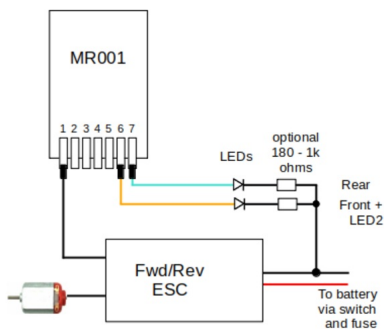 MR001
1 2 3 4 5 6 7
optional
180 - 1k
ohms
LEDs
Rear
Front +
LED2
Fwd/Rev
ESC
To battery
via switch
and fuse